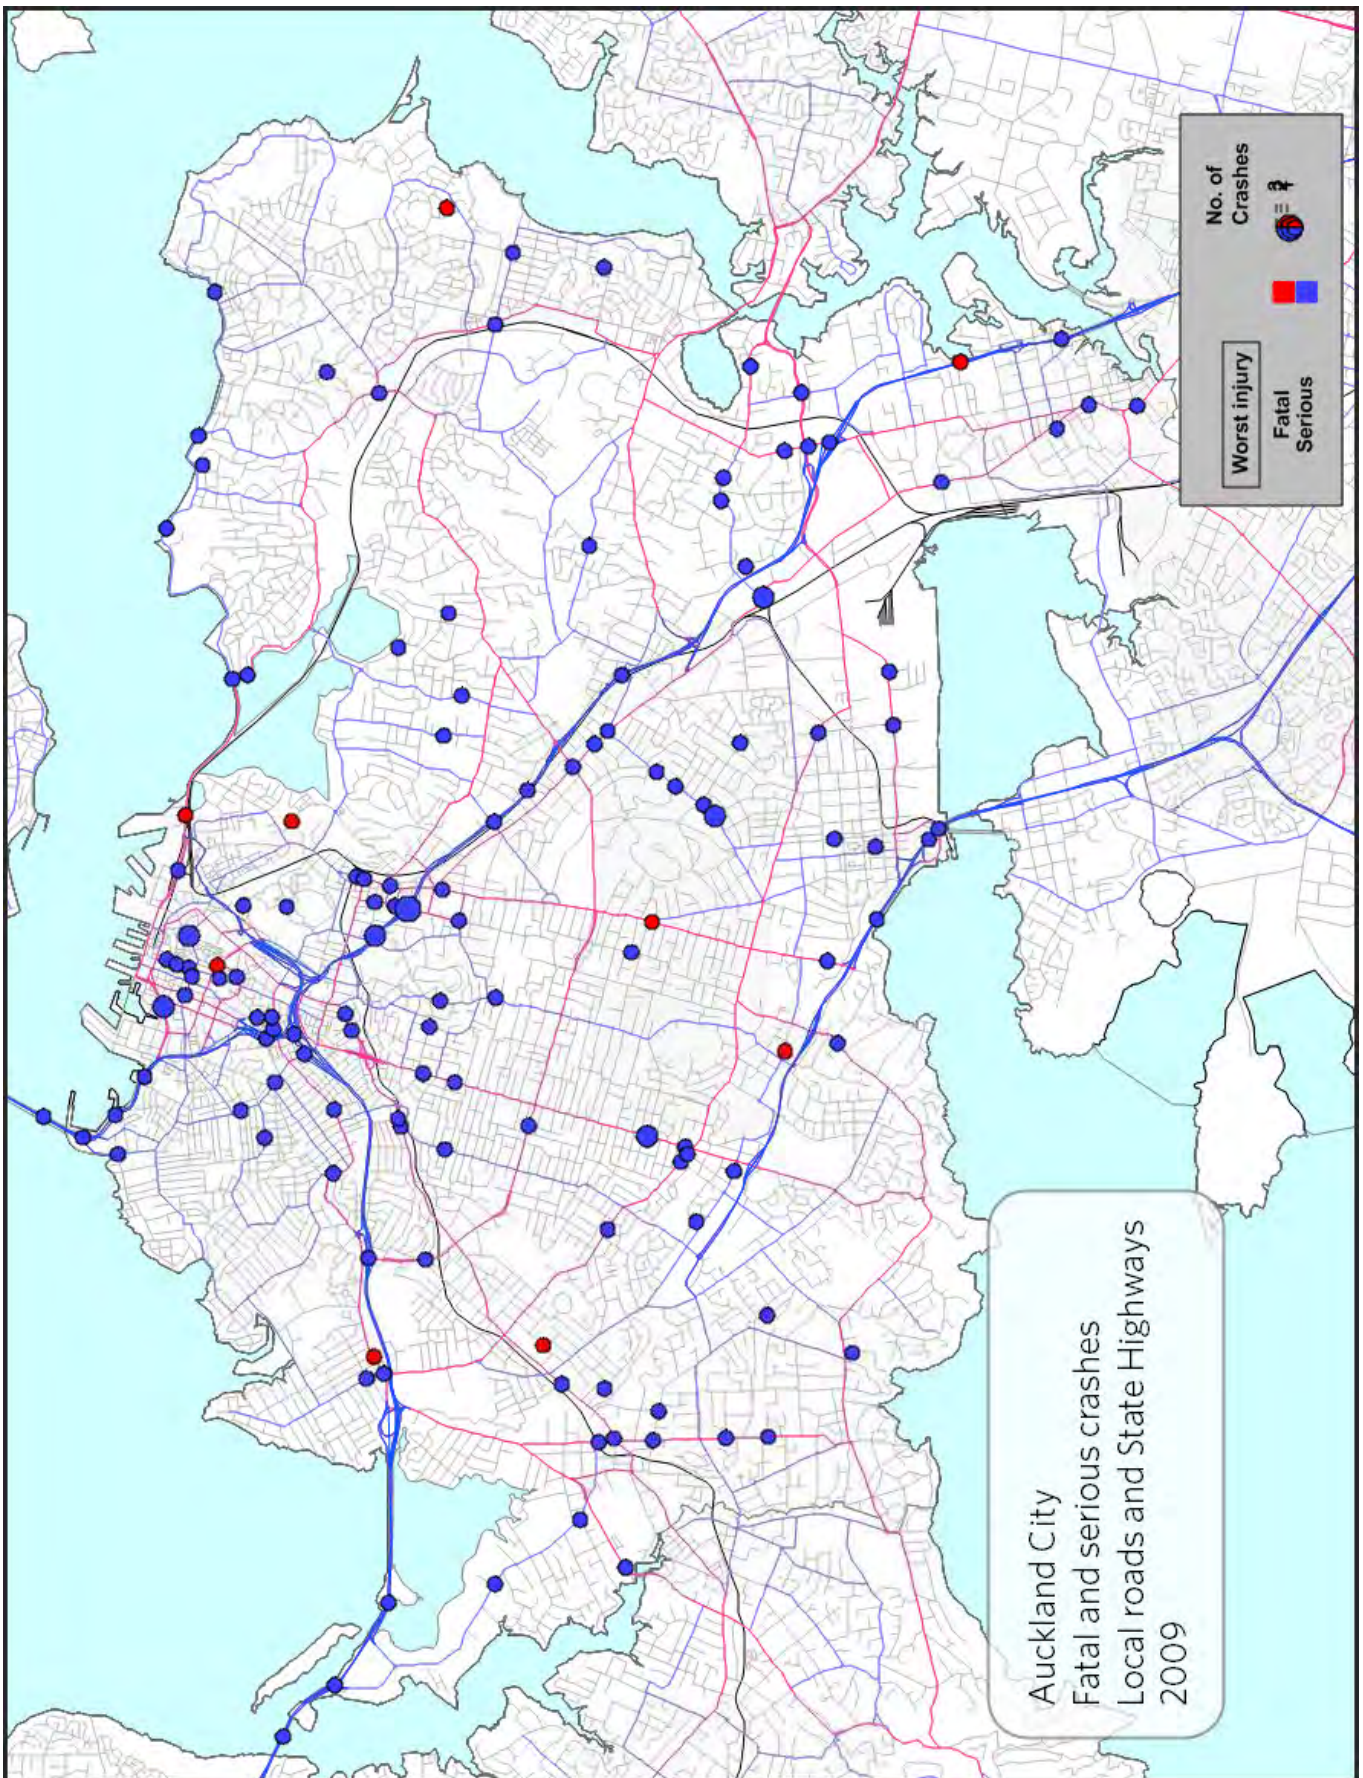 Auckland City
Fatal and serious crashes
Local roads and State Highways
2009
Worst injury
No. of
Crashes
Fatal
Serious